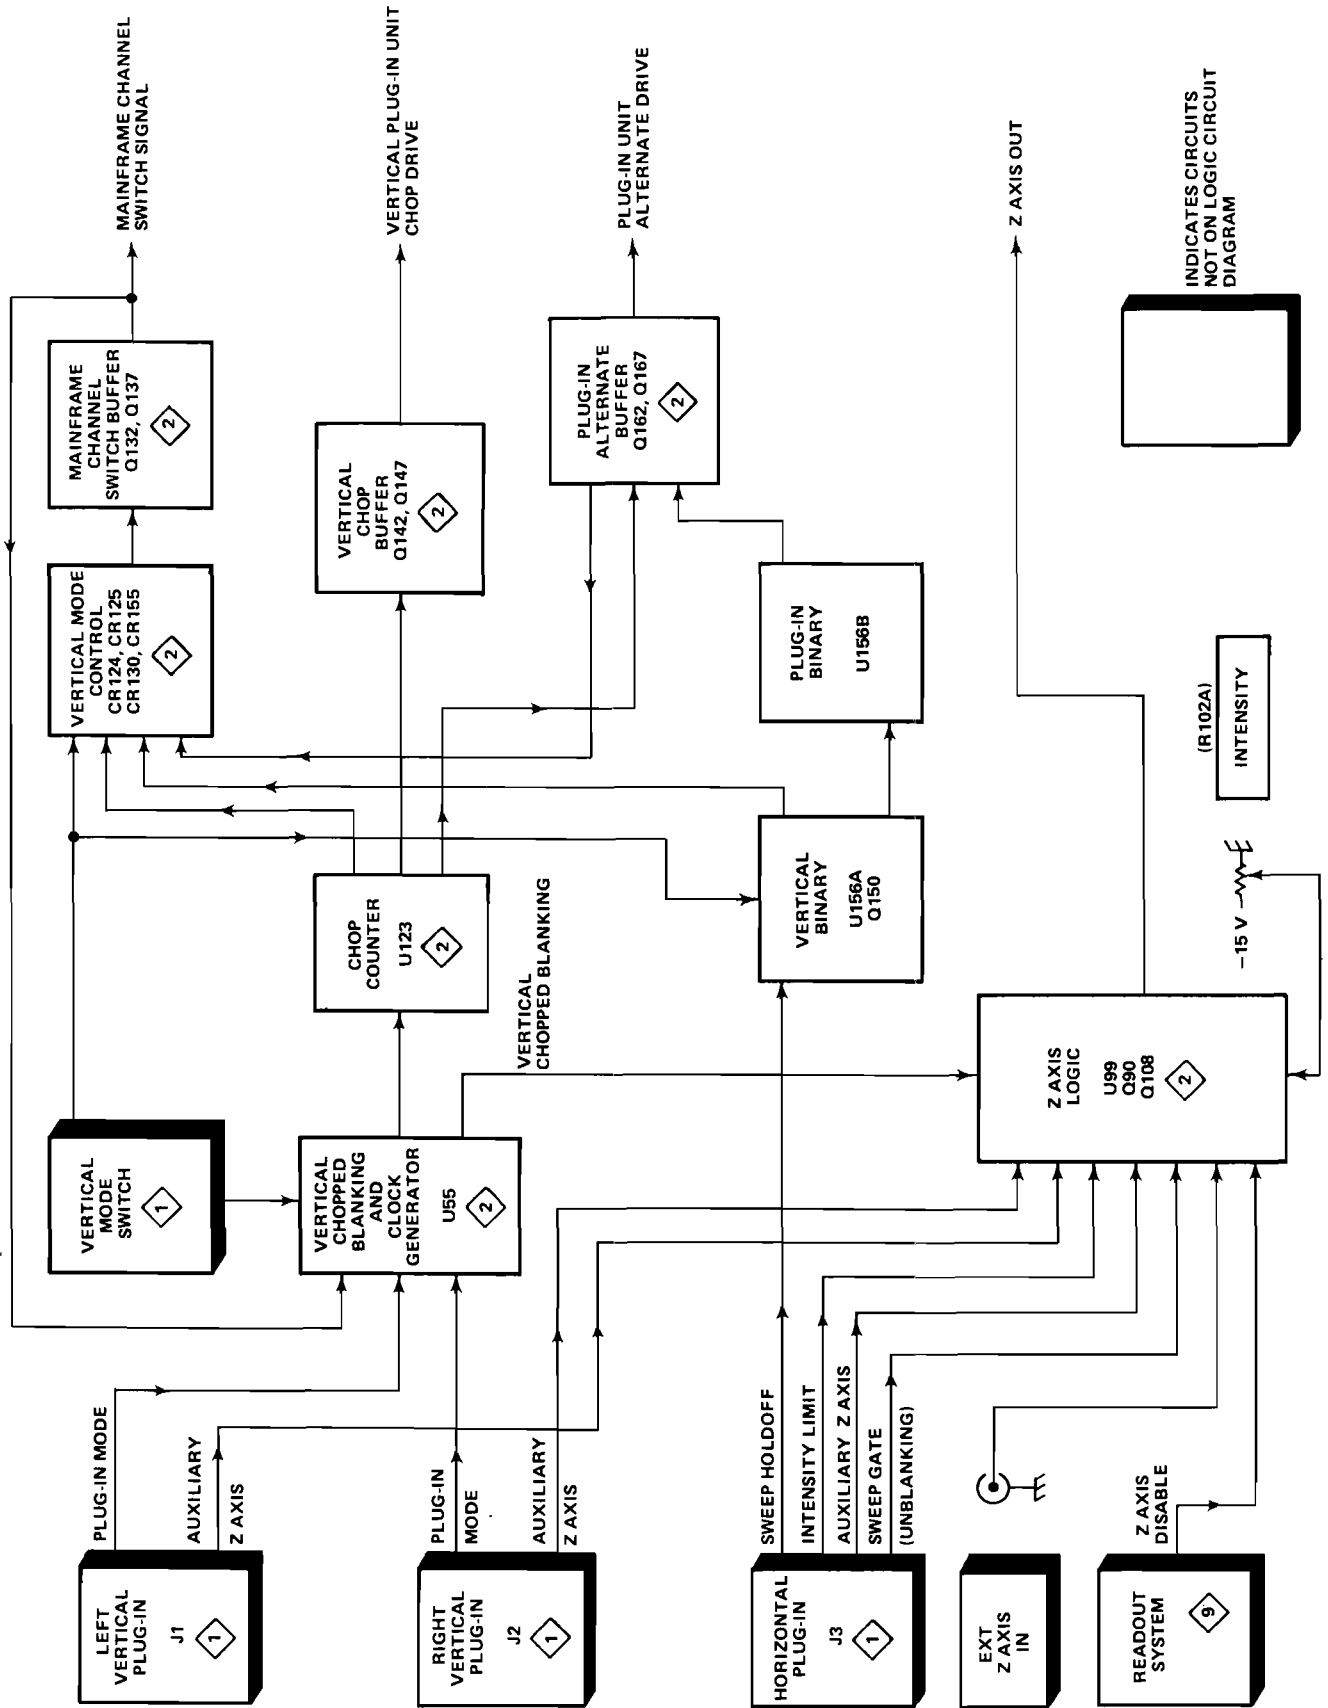 LEFT
VERTICAL
PLUG-IN
J1
1
PLUG-IN MODE
AUXILIARY
Z AXIS
RIGHT
VERTICAL
PLUG-IN
J2
1
PLUG-IN
MODE
AUXILIARY
Z AXIS
HORIZONTAL
PLUG-IN
J3
1
SWEEP HOLDOFF
INTENSITY LIMIT
AUXILIARY Z AXIS
SWEEP GATE
(UNBLANKING)
EXT
Z AXIS
IN
READOUT
SYSTEM
9
Z AXIS
DISABLE
VERTICAL
MODE
SWITCH
1
VERTICAL
CHOPPED
BLANKING
AND
CLOCK
GENERATOR
U55
2
VERTICAL
CHOPPED BLANKING
Z AXIS
LOGIC
U99
Q90
Q108
2
CHOP
COUNTER
U123
2
VERTICAL
BINARY
U156A
Q150
−15 V
(R102A)
INTENSITY
VERTICAL MODE
CONTROL
CR124, CR125
CR130, CR155
2
VERTICAL
CHOP
BUFFER
Q142, Q147
2
PLUG-IN
BINARY
U156B
MAINFRAME
CHANNEL
SWITCH BUFFER
Q132, Q137
2
PLUG-IN
ALTERNATE
BUFFER
Q162, Q167
2
MAINFRAME CHANNEL
SWITCH SIGNAL
VERTICAL PLUG-IN UNIT
CHOP DRIVE
PLUG-IN UNIT
ALTERNATE DRIVE
Z AXIS OUT
INDICATES CIRCUITS
NOT ON LOGIC CIRCUIT
DIAGRAM